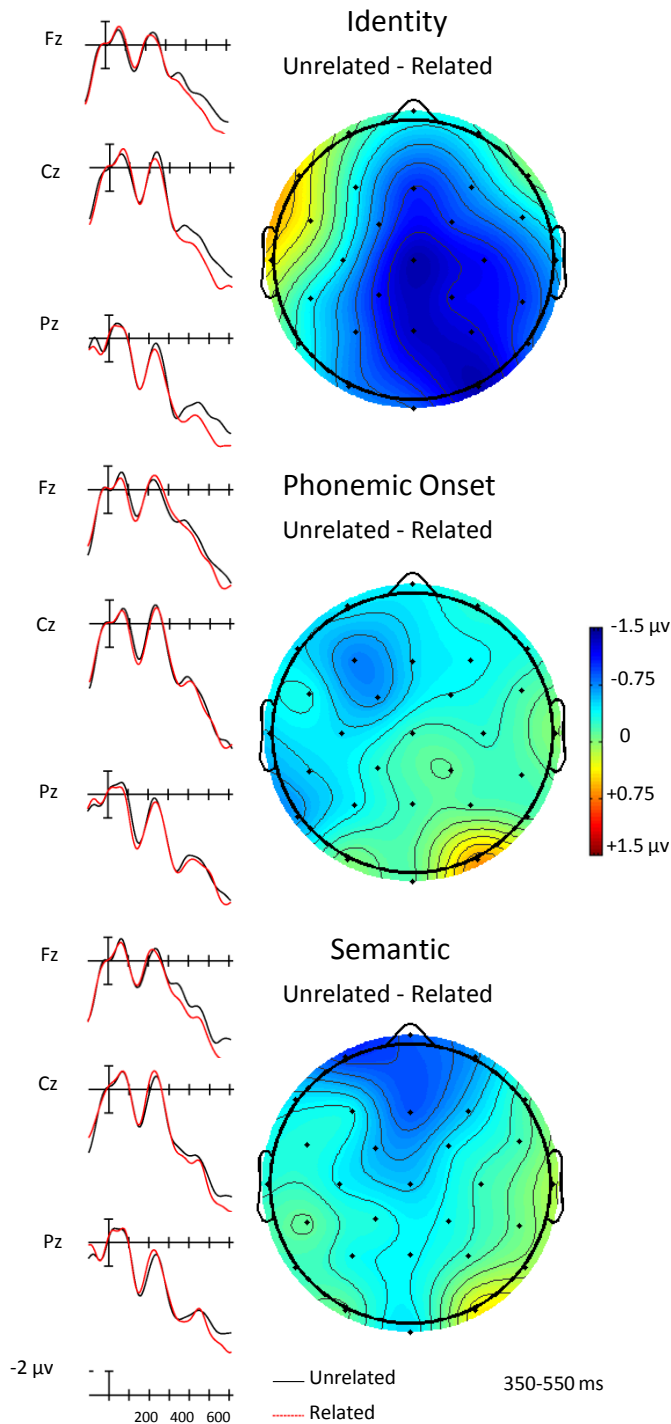 Identity
Unrelated - Related
Fz
Cz
Pz
Phonemic Onset
Unrelated - Related
Fz
Cz
Pz
-1.5 μv
-0.75
0
+0.75
+1.5 μv
Semantic
Unrelated - Related
Fz
Cz
Pz
-2 μv
200 400 600
Unrelated
Related
350-550 ms